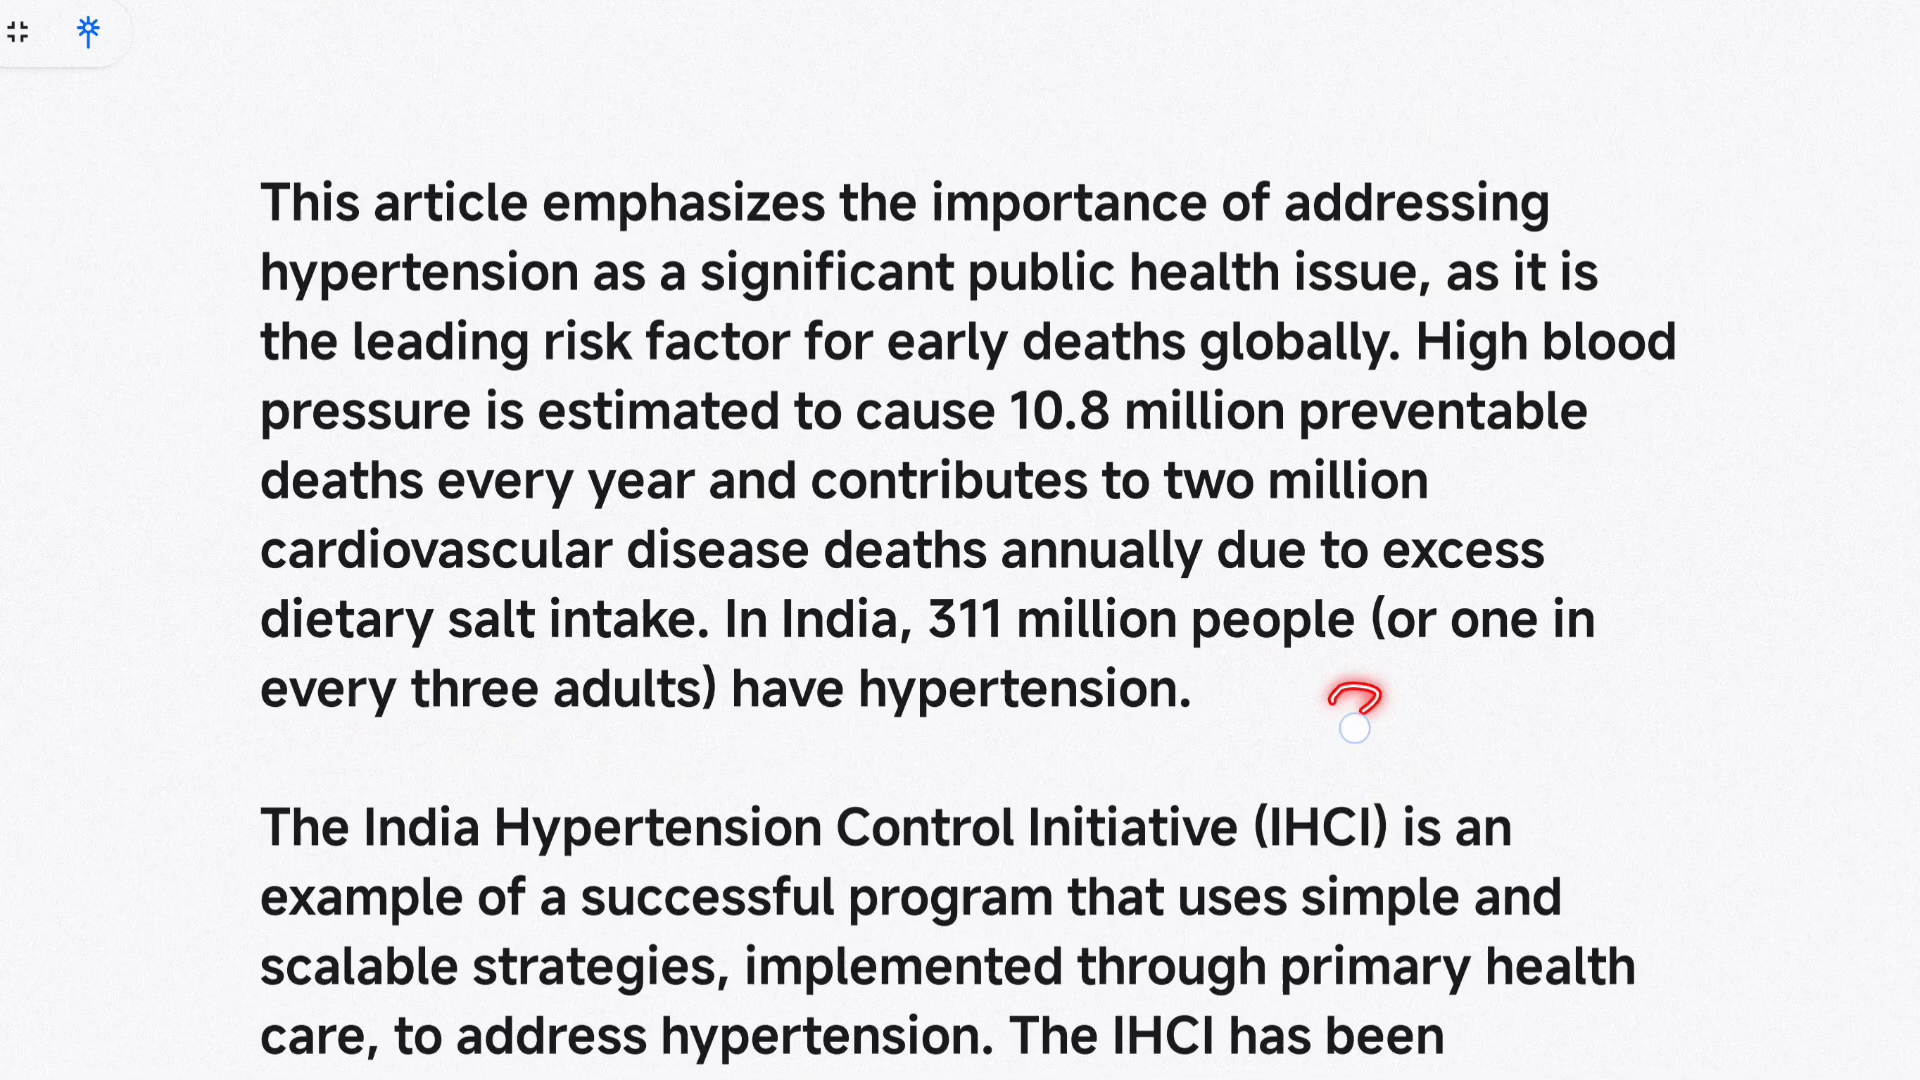 This article emphasizes the importance of addressing
hypertension as a significant public health issue, as it is
the leading risk factor for early deaths globally. High blood
pressure is estimated to cause 10.8 million preventable
deaths every year and contributes to two million
cardiovascular disease deaths annually due to excess
dietary salt intake. In India, 311 million people (or one in
every three adults) have hypertension.
The India Hypertension Control Initiative (IHCI) is an
example of a successful program that uses simple and
scalable strategies, implemented through primary health
care, to address hypertension. The IHCI has been